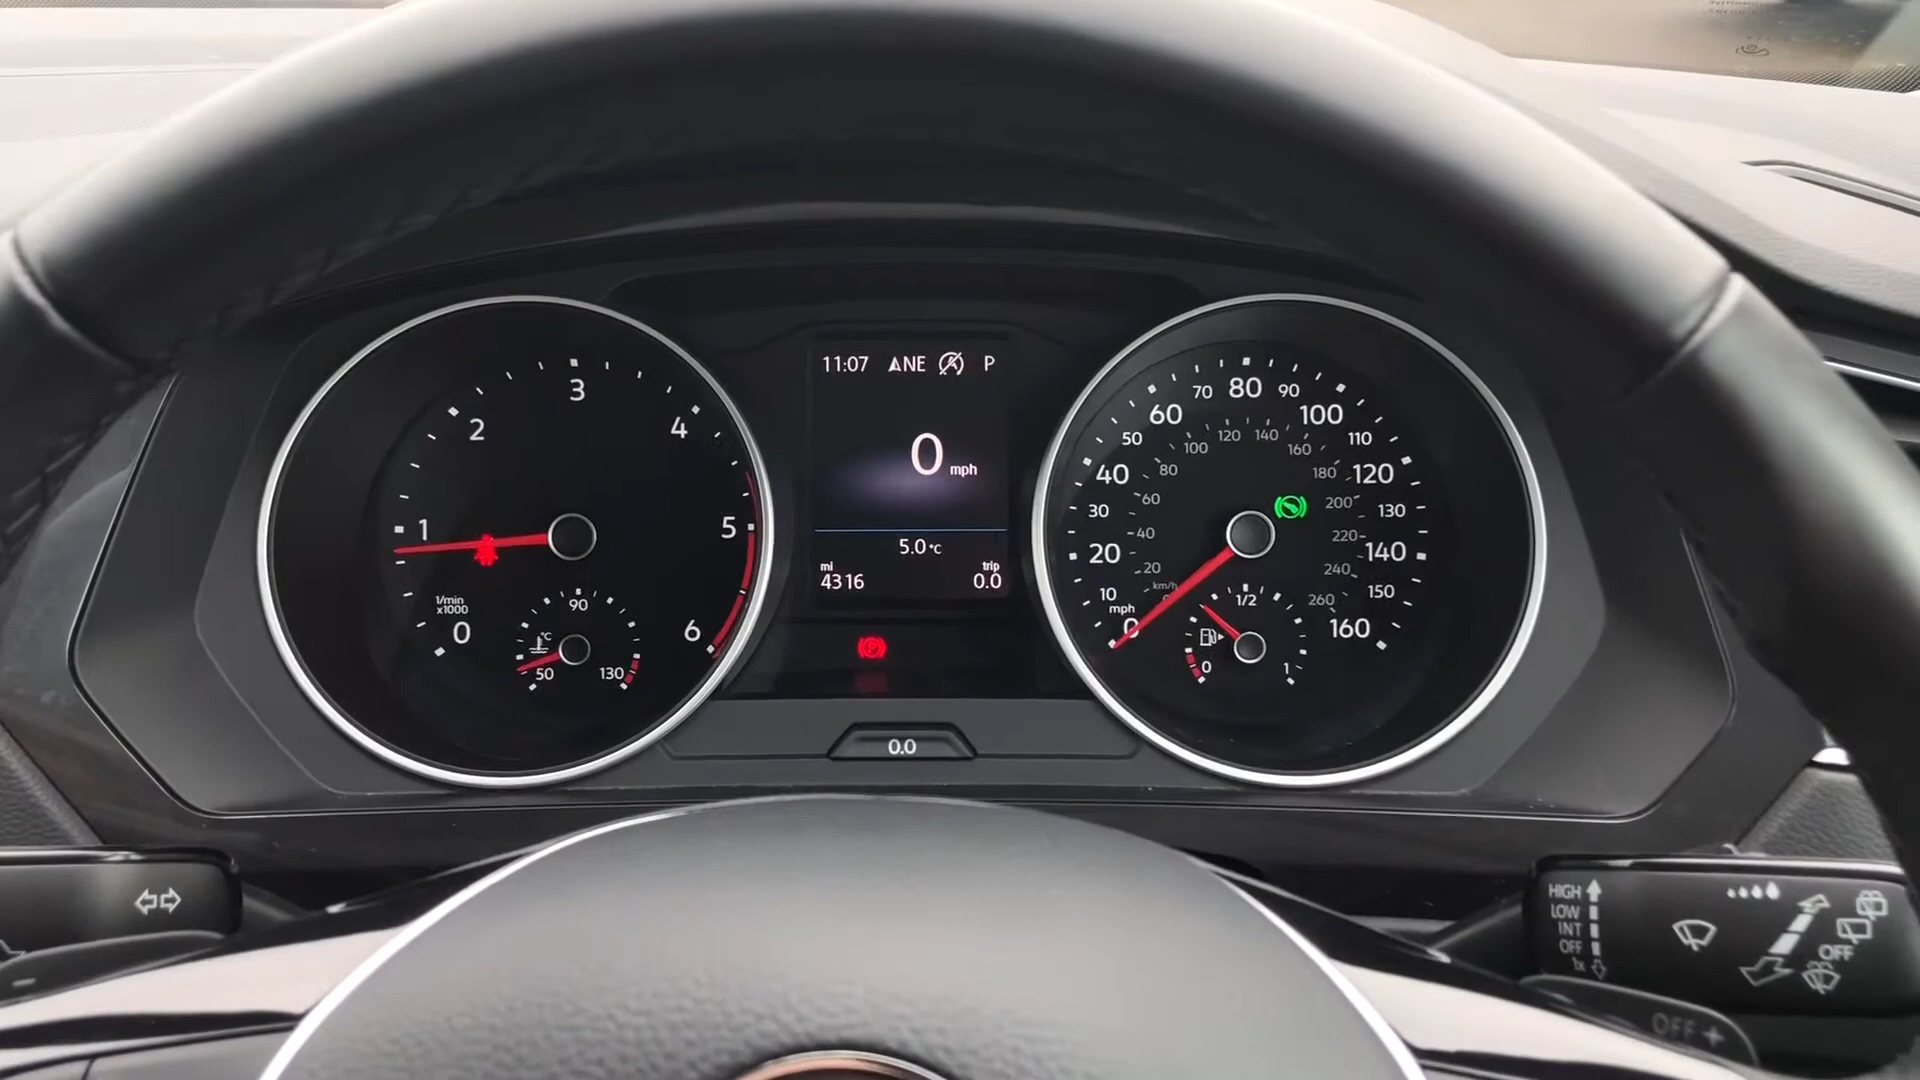 11:07 NE P
0 mph
5.0°C
mi trip
4316 0.0
0.0
0 1 2 3 4 5 6
1/min
x1000
°C
50 90 130
0 10 20 30 40 50 60 70 80 90 100 110 120 130 140 150 160
mph
km/h
20 40 60 80 100 120 140 160 180 200 220 240 260
0 1/2 1
P
HIGH
LOW
INT
OFF
1x
OFF
OFF +
-